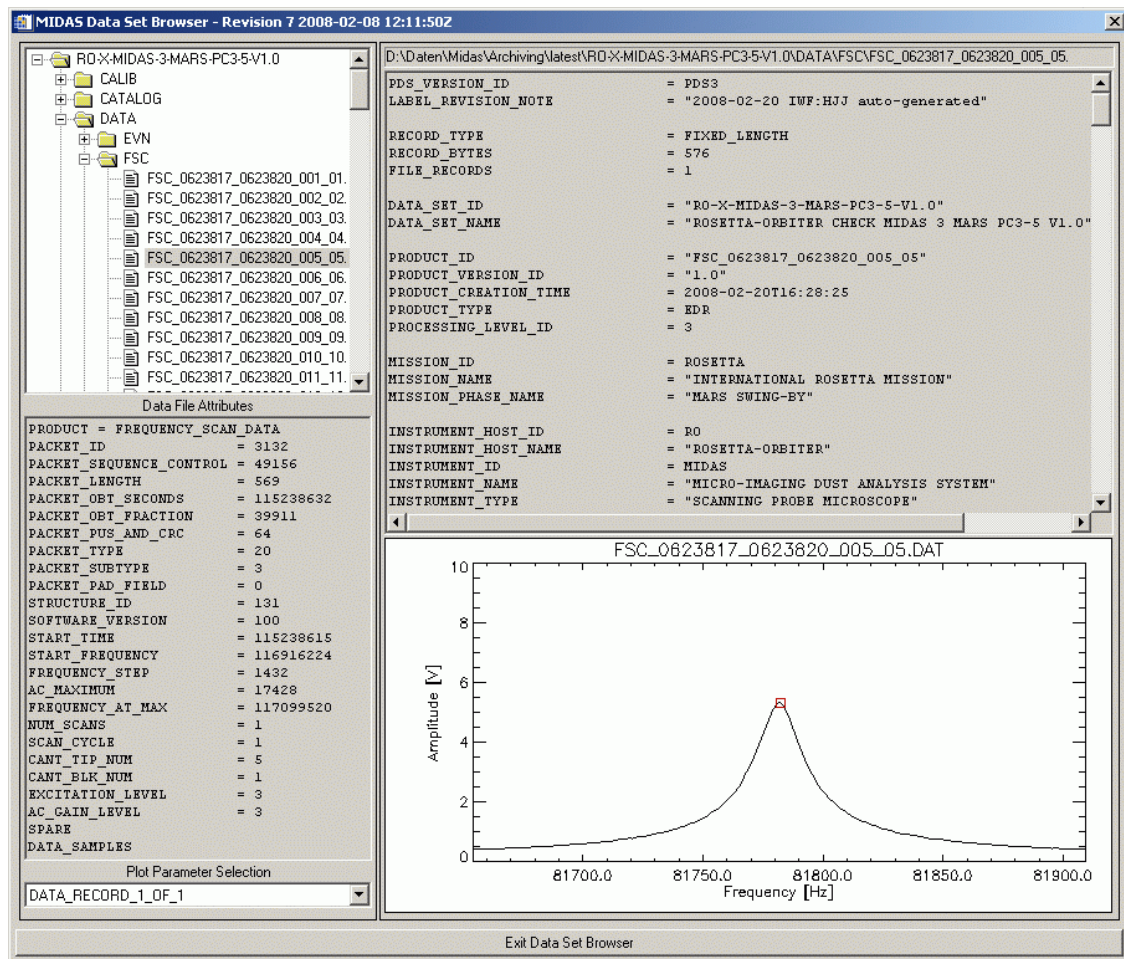 MIDAS Data Set Browser - Revision 7 2008-02-08 12:11:50Z
RO-X-MIDAS-3-MARS-PC3-5-V1.0
CALIB
CATALOG
DATA
EVN
FSC
FSC_0623817_0623820_001_01.
FSC_0623817_0623820_002_02.
FSC_0623817_0623820_003_03.
FSC_0623817_0623820_004_04.
FSC_0623817_0623820_005_05.
FSC_0623817_0623820_006_06.
FSC_0623817_0623820_007_07.
FSC_0623817_0623820_008_08.
FSC_0623817_0623820_009_09.
FSC_0623817_0623820_010_10.
FSC_0623817_0623820_011_11.
Data File Attributes
PRODUCT = FREQUENCY_SCAN_DATA
PACKET_ID = 3132
PACKET_SEQUENCE_CONTROL = 49156
PACKET_LENGTH = 569
PACKET_OBT_SECONDS = 115238632
PACKET_OBT_FRACTION = 39911
PACKET_PUS_AND_CRC = 64
PACKET_TYPE = 20
PACKET_SUBTYPE = 3
PACKET_PAD_FIELD = 0
STRUCTURE_ID = 131
SOFTWARE_VERSION = 100
START_TIME = 115238615
START_FREQUENCY = 116916224
FREQUENCY_STEP = 1432
AC_MAXIMUM = 17428
FREQUENCY_AT_MAX = 117099520
NUM_SCANS = 1
SCAN_CYCLE = 1
CANT_TIP_NUM = 5
CANT_BLK_NUM = 1
EXCITATION_LEVEL = 3
AC_GAIN_LEVEL = 3
SPARE
DATA_SAMPLES
Plot Parameter Selection
DATA_RECORD_1_OF_1
D:\Daten\Midas\Archiving\latest\RO-X-MIDAS-3-MARS-PC3-5-V1.0\DATA\FSC\FSC_0623817_0623820_005_05.
PDS_VERSION_ID = PDS3
LABEL_REVISION_NOTE = "2008-02-20 IWF:HJJ auto-generated"
RECORD_TYPE = FIXED_LENGTH
RECORD_BYTES = 576
FILE_RECORDS = 1
DATA_SET_ID = "RO-X-MIDAS-3-MARS-PC3-5-V1.0"
DATA_SET_NAME = "ROSETTA-ORBITER CHECK MIDAS 3 MARS PC3-5 V1.0"
PRODUCT_ID = "FSC_0623817_0623820_005_05"
PRODUCT_VERSION_ID = "1.0"
PRODUCT_CREATION_TIME = 2008-02-20T16:28:25
PRODUCT_TYPE = EDR
PROCESSING_LEVEL_ID = 3
MISSION_ID = ROSETTA
MISSION_NAME = "INTERNATIONAL ROSETTA MISSION"
MISSION_PHASE_NAME = "MARS SWING-BY"
INSTRUMENT_HOST_ID = RO
INSTRUMENT_HOST_NAME = "ROSETTA-ORBITER"
INSTRUMENT_ID = MIDAS
INSTRUMENT_NAME = "MICRO-IMAGING DUST ANALYSIS SYSTEM"
INSTRUMENT_TYPE = "SCANNING PROBE MICROSCOPE"
FSC_0623817_0623820_005_05.DAT
10
8
6
4
2
0
Amplitude [V]
81700.0 81750.0 81800.0 81850.0 81900.0
Frequency [Hz]
Exit Data Set Browser